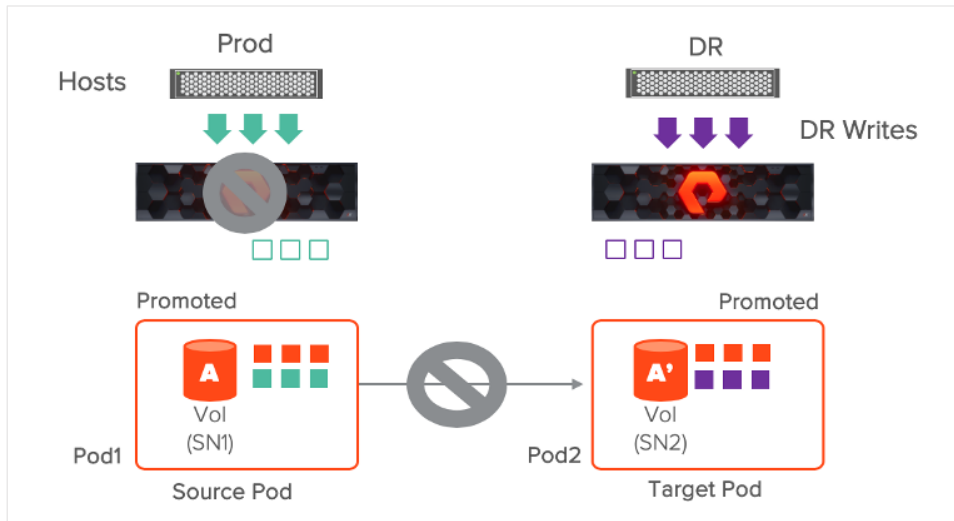 Prod
DR
Hosts
DR Writes
Promoted
Promoted
A
Vol
(SN1)
A'
Vol
(SN2)
Pod1
Pod2
Source Pod
Target Pod